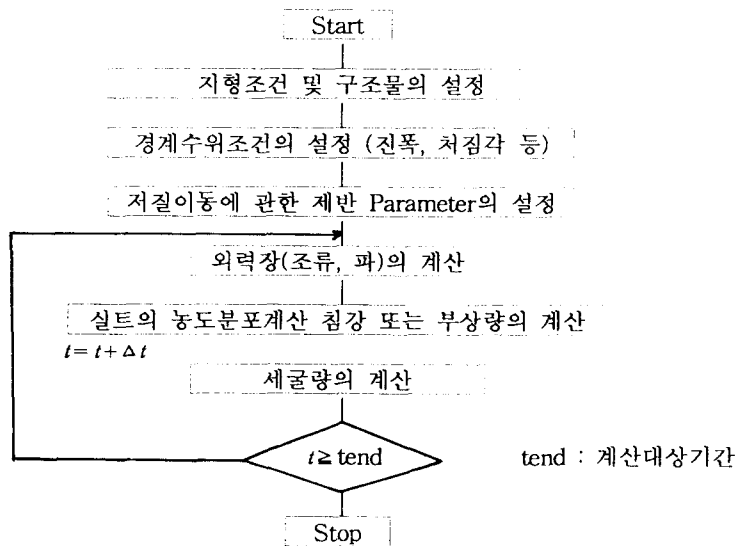 Start
지형조건 및 구조물의 설정
경계수위조건의 설정 (진폭, 처짐각 등)
저질이동에 관한 제반 Parameter의 설정
외력장(조류, 파)의 계산
실트의 농도분포계산 침강 또는 부상량의 계산
t = t + Δt
세굴량의 계산
t ≧ tend
tend : 계산대상기간
Stop